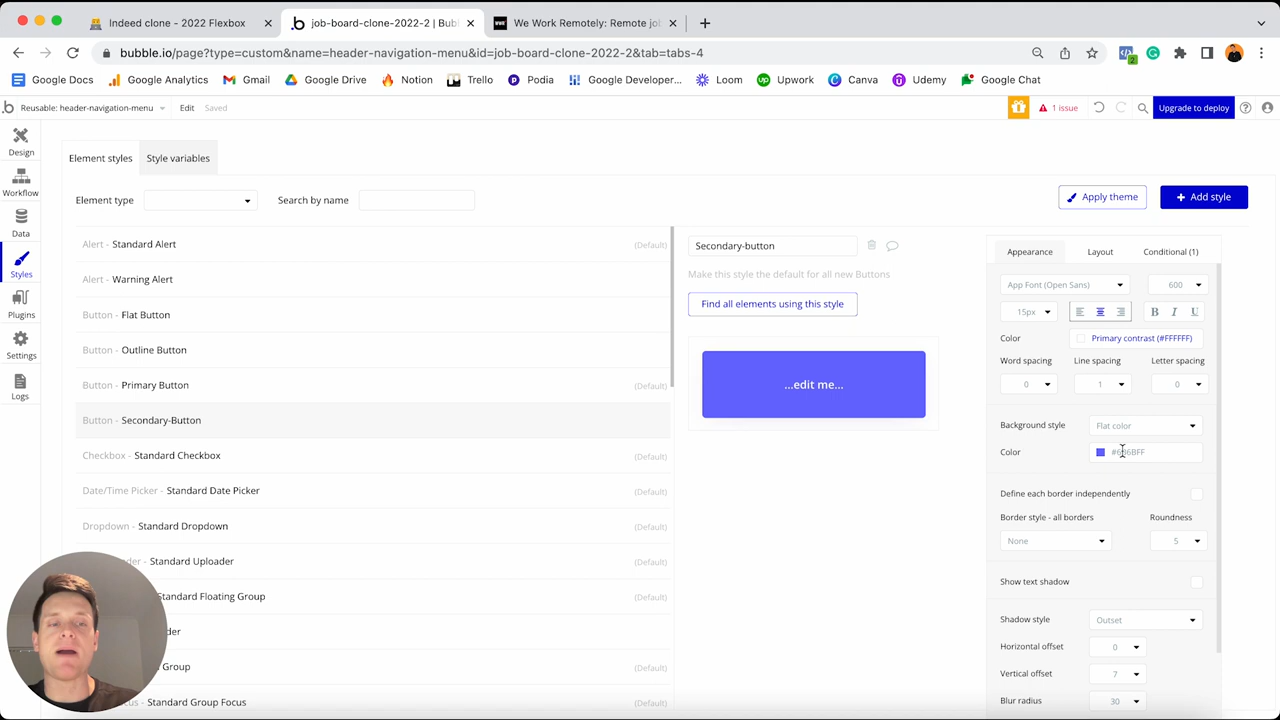 Indeed clone - 2022 Flexbox
job-board-clone-2022-2 | Bub
We Work Remotely: Remote jo
bubble.io/page?type=custom&name=header-navigation-menu&id=job-board-clone-2022-2&tab=tabs-4
Google Docs Google Analytics Gmail Google Drive Notion Trello Podia Google Developer... Loom Upwork Canva Udemy Google Chat
Reusable: header-navigation-menu Edit Saved 1 issue Upgrade to deploy
Design
Workflow
Data
Styles
Plugins
Settings
Logs
Element styles Style variables
Element type Search by name Apply theme Add style
Alert - Standard Alert (Default)
Alert - Warning Alert
Button - Flat Button
Button - Outline Button
Button - Primary Button (Default)
Button - Secondary-Button
Checkbox - Standard Checkbox (Default)
Date/Time Picker - Standard Date Picker (Default)
Dropdown - Standard Dropdown (Default)
Standard Uploader (Default)
Standard Floating Group (Default)
Group (Default)
Standard Group Focus (Default)
Secondary-button
Make this style the default for all new Buttons
Find all elements using this style
...edit me...
Appearance Layout Conditional (1)
App Font (Open Sans) 600
15px B I U
Color Primary contrast (#FFFFFF)
Word spacing Line spacing Letter spacing
0 1 0
Background style Flat color
Color
Define each border independently
Border style - all borders Roundness
None 5
Show text shadow
Shadow style Outset
Horizontal offset 0
Vertical offset 7
Blur radius 30